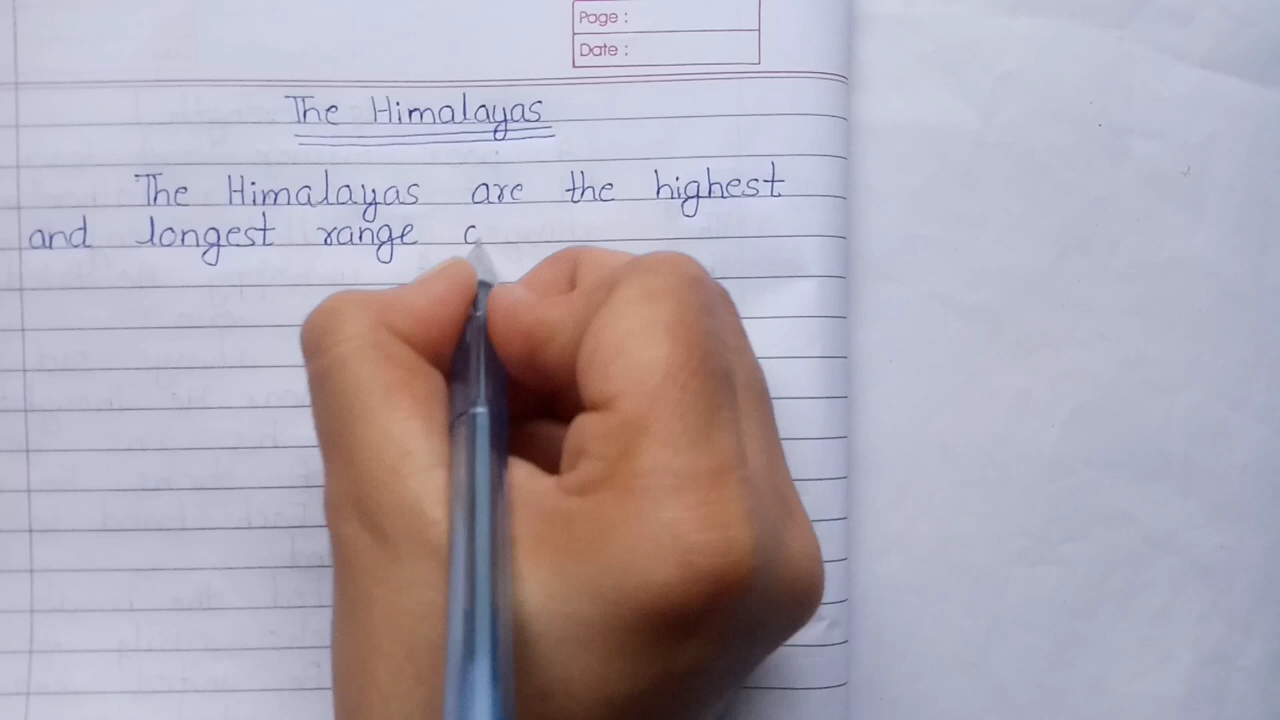 Page :
Date :
The Himalayas
The Himalayas are the highest
and longest range